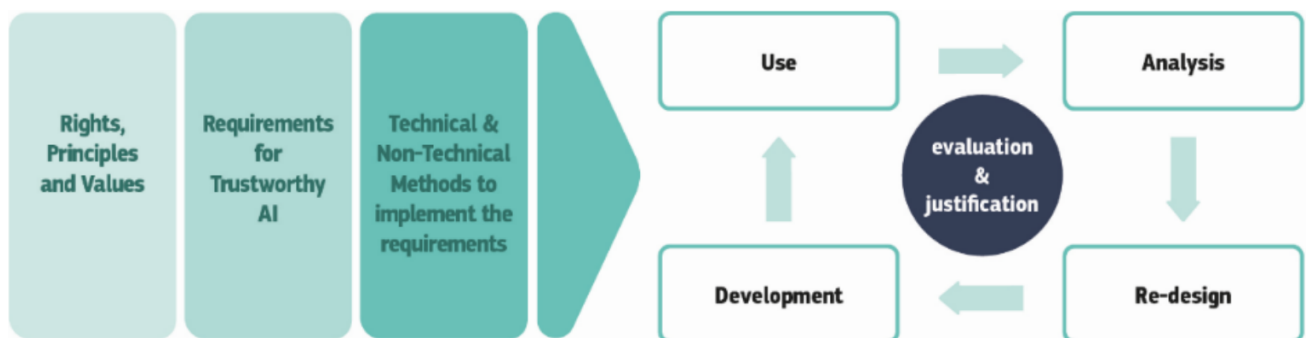 Rights,
Principles
and Values
Requirements
for
Trustworthy
AI
Technical &
Non-Technical
Methods to
implement the
requirements
Use
Analysis
evaluation
&
justification
Development
Re-design